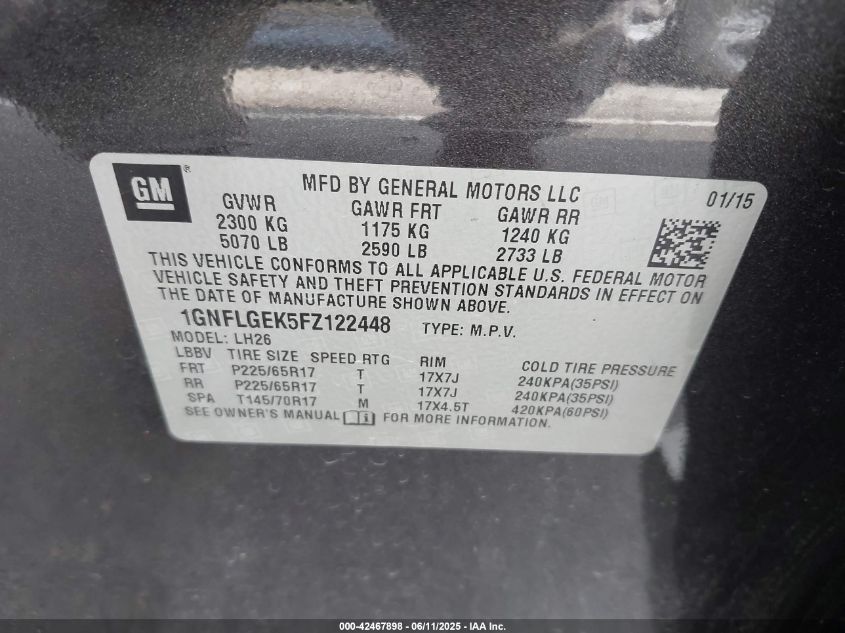 GM®
MFD BY GENERAL MOTORS LLC
01/15
GVWR GAWR FRT GAWR RR
2300 KG 1175 KG 1240 KG
5070 LB 2590 LB 2733 LB
THIS VEHICLE CONFORMS TO ALL APPLICABLE U.S. FEDERAL MOTOR
VEHICLE SAFETY AND THEFT PREVENTION STANDARDS IN EFFECT ON
THE DATE OF MANUFACTURE SHOWN ABOVE.
1GNFLGEK5FZ122448 TYPE: M.P.V.
MODEL: LH26
LBBV TIRE SIZE SPEED RTG RIM COLD TIRE PRESSURE
FRT P225/65R17 T 17X7J 240KPA(35PSI)
RR P225/65R17 T 17X7J 240KPA(35PSI)
SPA T145/70R17 M 17X4.5T 420KPA(60PSI)
SEE OWNER'S MANUAL FOR MORE INFORMATION.
000-42467898 - 06/11/2025 - IAA Inc.